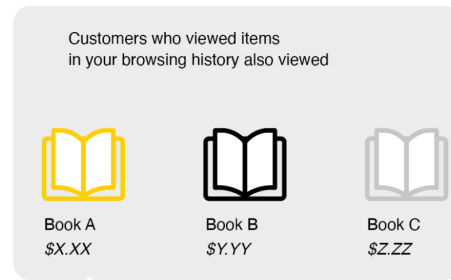 Customers who viewed items
in your browsing history also viewed
Book A
Book B
Book C
$X.XX
$Y.YY
$Z.ZZ